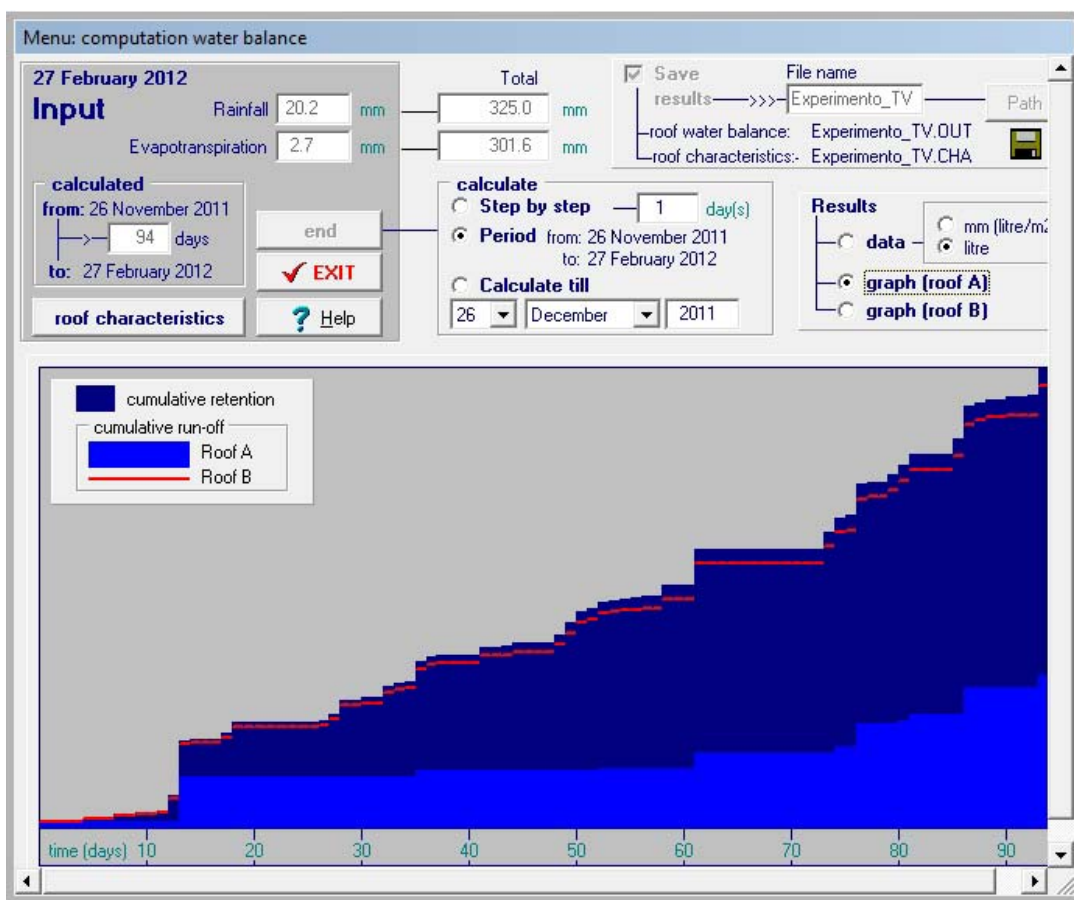 Menu: computation water balance
27 February 2012
Input
Rainfall 20.2 mm
Evapotranspiration 2.7 mm
Total
325.0 mm
301.6 mm
Save results
->>>-
File name
Experimento_TV
Path
roof water balance: Experimento_TV.OUT
roof characteristics:- Experimento_TV.CHA
calculated
from: 26 November 2011
94 days
to: 27 February 2012
end
EXIT
roof characteristics
? Help
calculate
Step by step 1 day(s)
Period from: 26 November 2011
to: 27 February 2012
Calculate till
26 December 2011
Results
data - mm (litre/m2
litre
graph (roof A)
graph (roof B)
cumulative retention
cumulative run-off
Roof A
Roof B
time (days) 10 20 30 40 50 60 70 80 90